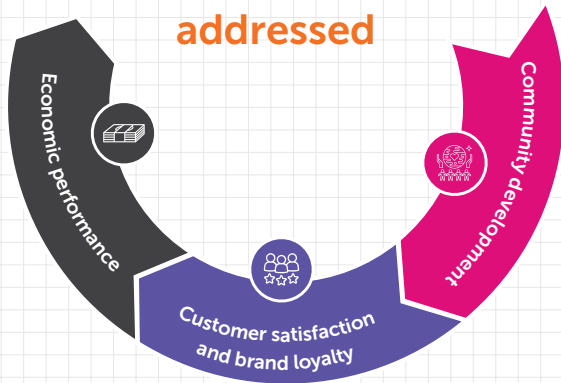 addressed
Economic performance
Customer satisfaction
and brand loyalty
Community development